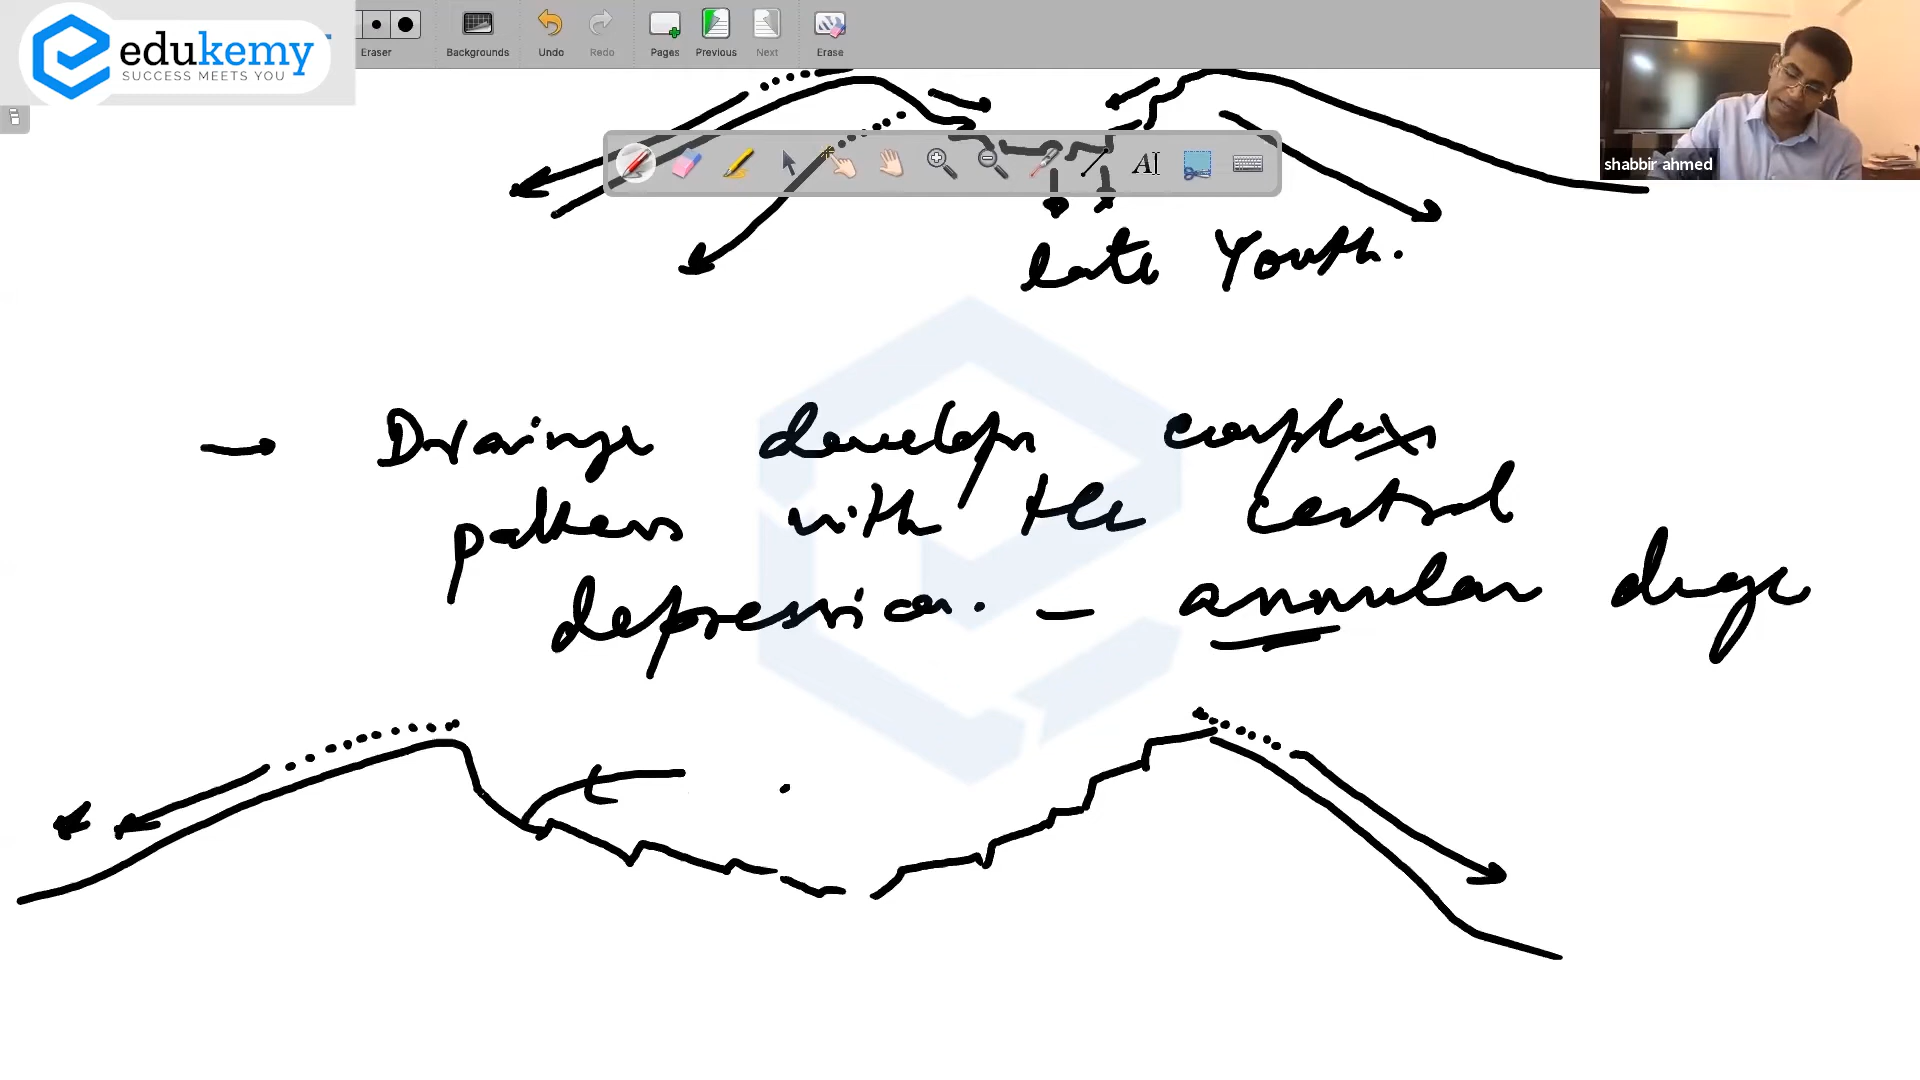 edukemy
SUCCESS MEETS YOU
Eraser
Backgrounds
Undo
Redo
Pages
Previous
Next
Erase
shabbir ahmed
late Youth.
→ Drainage develops complex
pattern with the central
depression. — annular